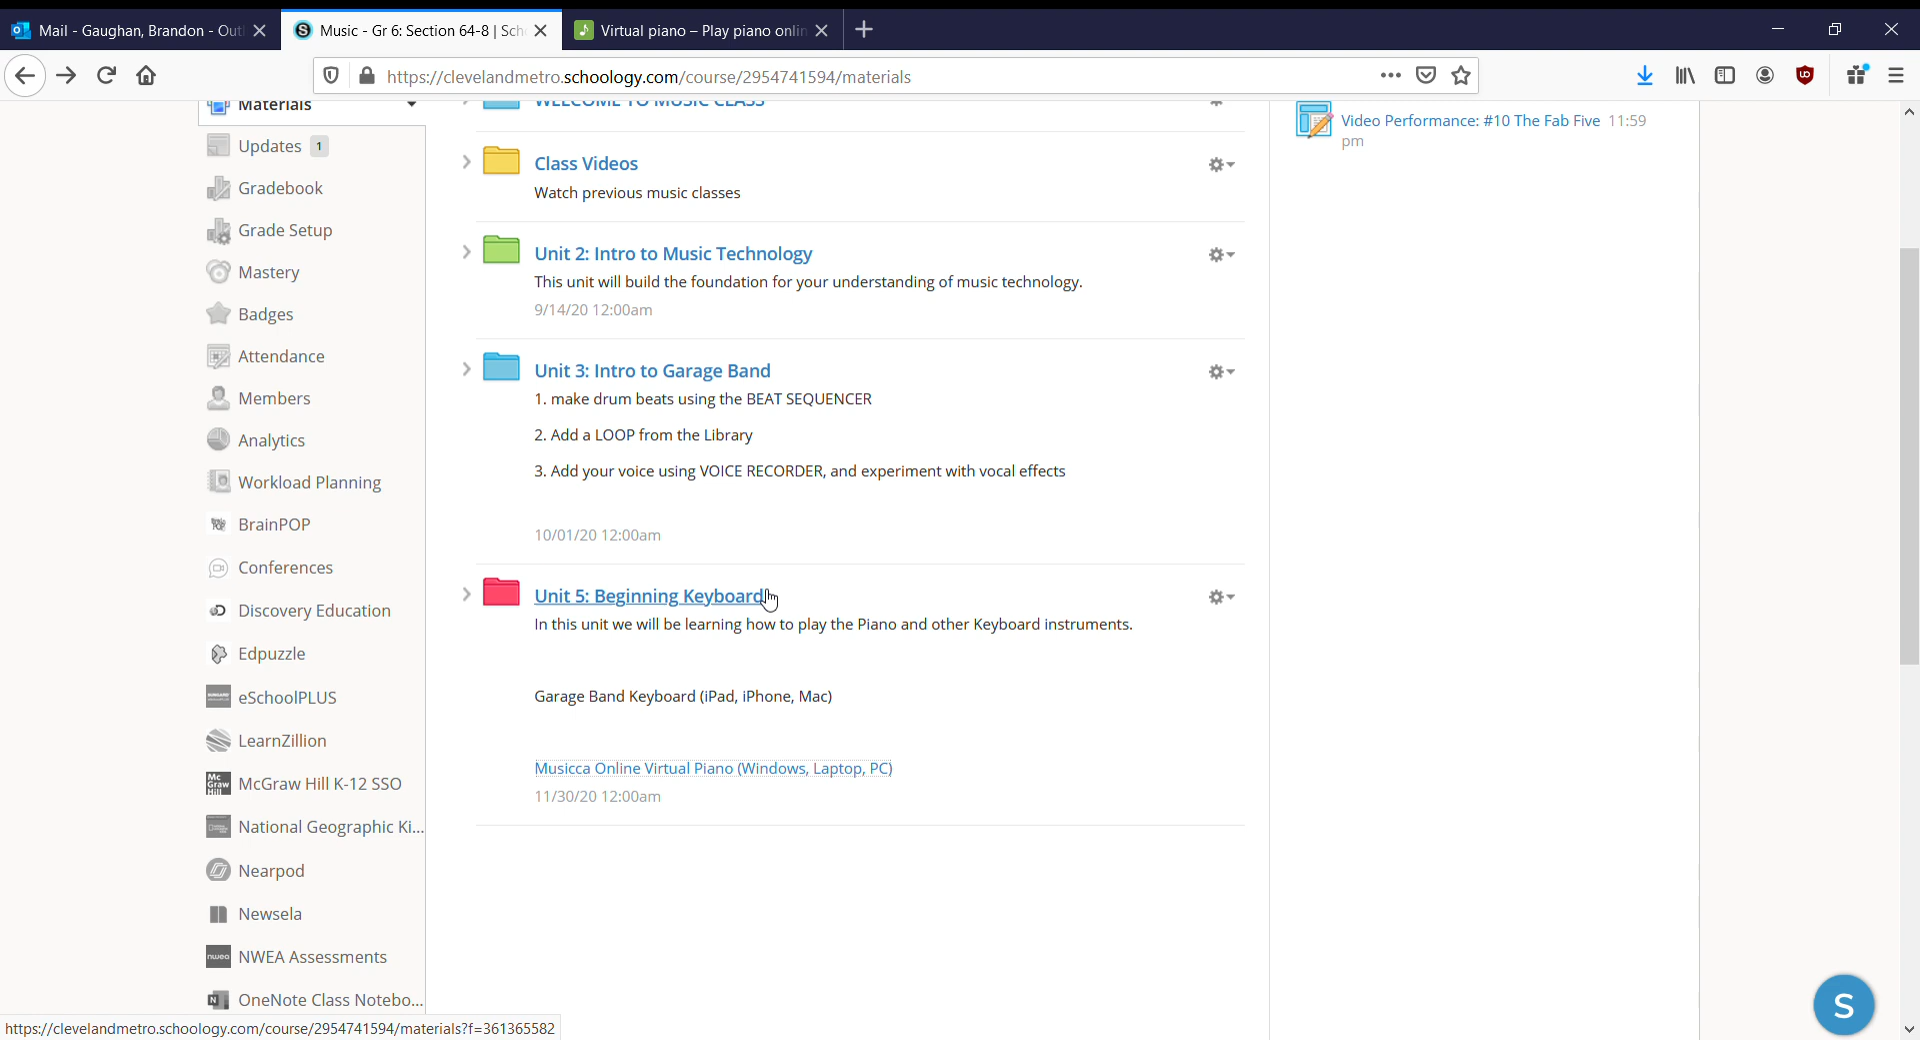 Mail - Gaughan, Brandon - Out
Music - Gr 6: Section 64-8 | Sch
Virtual piano – Play piano onlin
https://clevelandmetro.schoology.com/course/2954741594/materials
Materials
Updates 1
Gradebook
Grade Setup
Mastery
Badges
Attendance
Members
Analytics
Workload Planning
BrainPOP
Conferences
Discovery Education
Edpuzzle
eSchoolPLUS
LearnZillion
McGraw Hill K-12 SSO
National Geographic Ki...
Nearpod
Newsela
NWEA Assessments
OneNote Class Notebo...
WELCOME TO MUSIC CLASS
Class Videos
Watch previous music classes
Unit 2: Intro to Music Technology
This unit will build the foundation for your understanding of music technology.
9/14/20 12:00am
Unit 3: Intro to Garage Band
1. make drum beats using the BEAT SEQUENCER
2. Add a LOOP from the Library
3. Add your voice using VOICE RECORDER, and experiment with vocal effects
10/01/20 12:00am
Unit 5: Beginning Keyboard
In this unit we will be learning how to play the Piano and other Keyboard instruments.
Garage Band Keyboard (iPad, iPhone, Mac)
Musicca Online Virtual Piano (Windows, Laptop, PC)
11/30/20 12:00am
Video Performance: #10 The Fab Five 11:59
pm
S
https://clevelandmetro.schoology.com/course/2954741594/materials?f=361365582